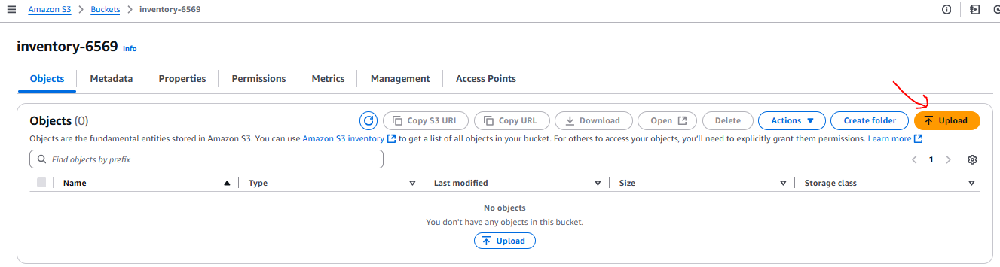 Amazon S3 > Buckets > inventory-6569
inventory-6569 Info
Objects Metadata Properties Permissions Metrics Management Access Points
Objects (0) Copy S3 URI Copy URL Download Open Delete Actions Create folder Upload
Objects are the fundamental entities stored in Amazon S3. You can use Amazon S3 inventory to get a list of all objects in your bucket. For others to access your objects, you'll need to explicitly grant them permissions. Learn more
Find objects by prefix 1
Name Type Last modified Size Storage class
No objects
You don't have any objects in this bucket.
Upload